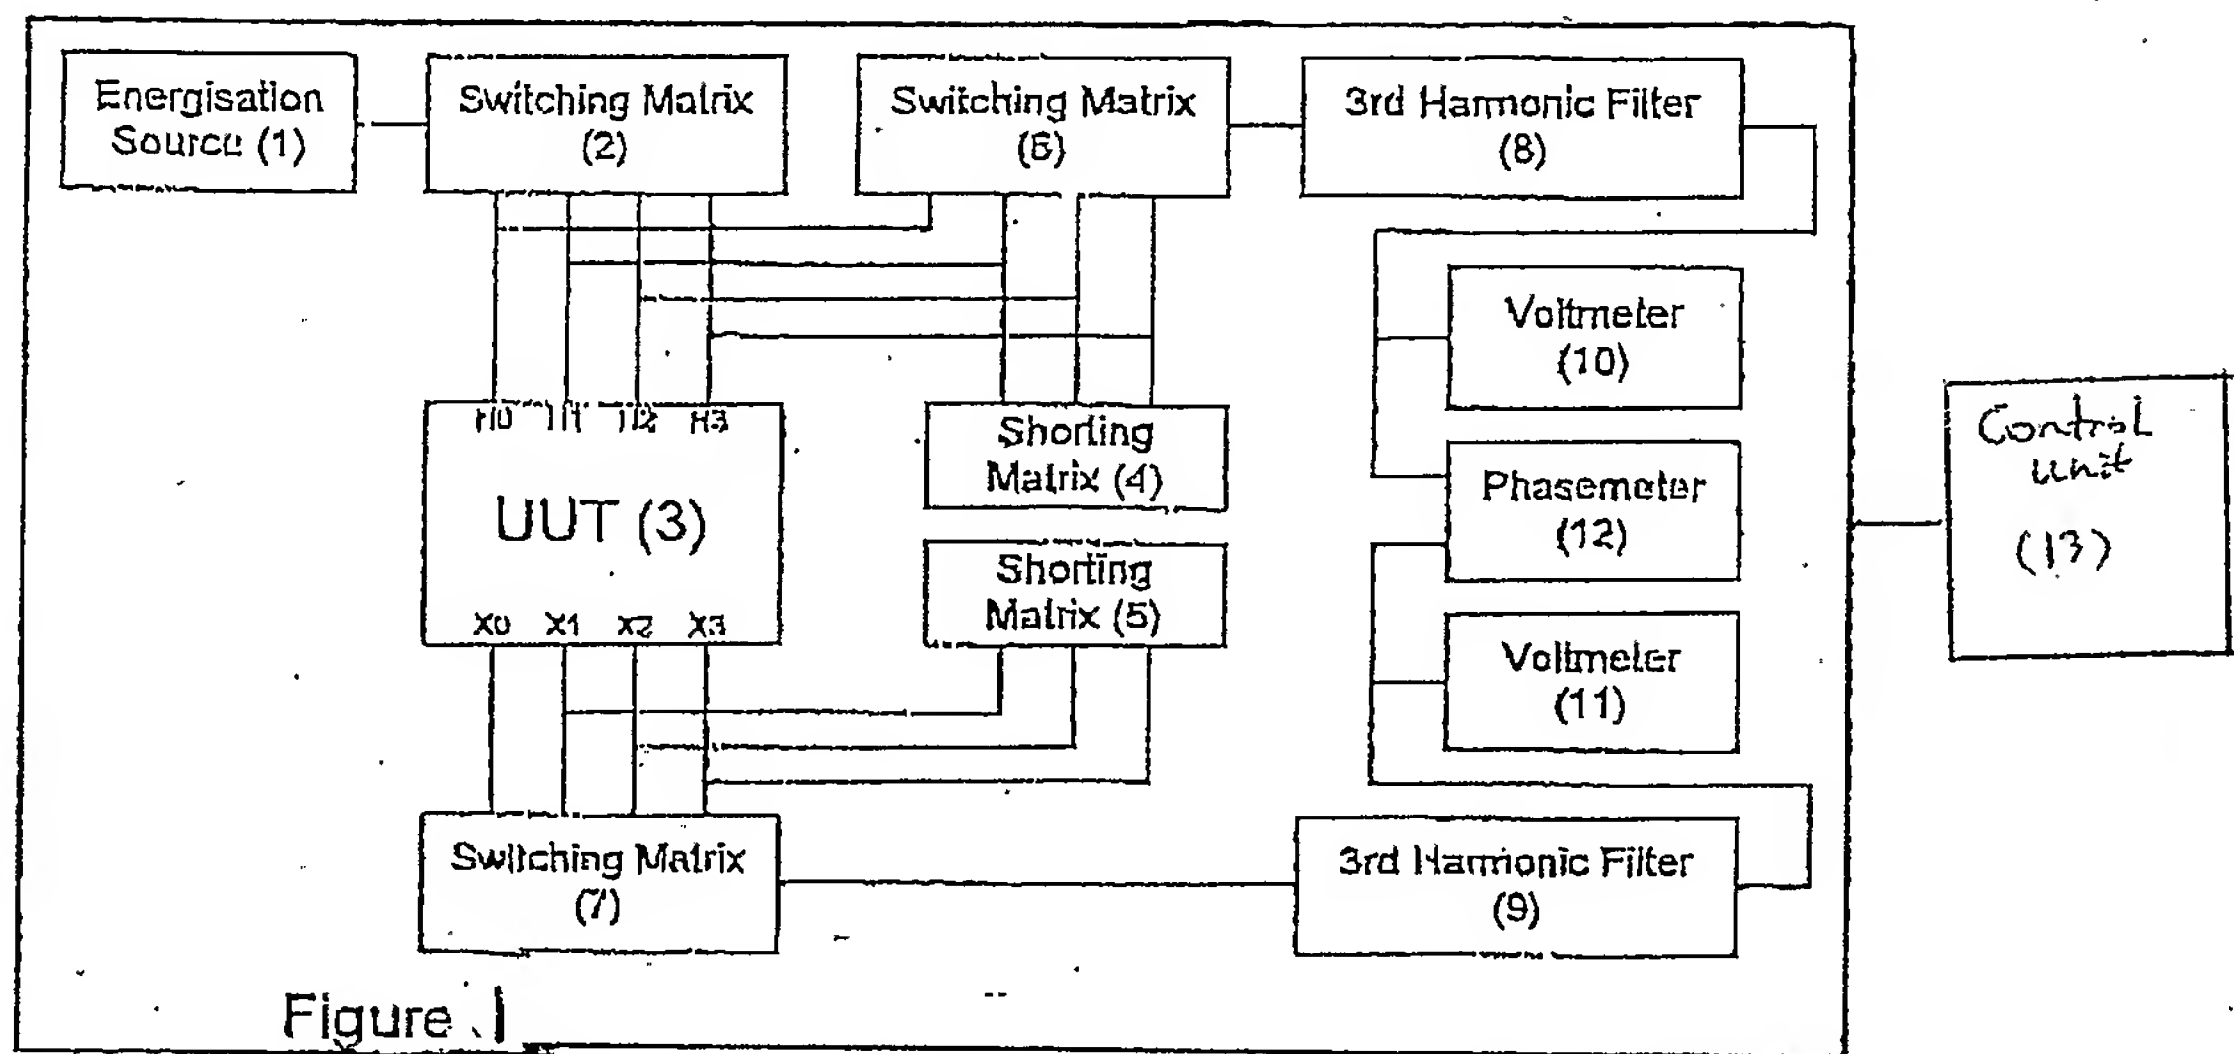 Energisation
Source (1)
Switching Matrix
(2)
Switching Matrix
(6)
3rd Harmonic Filter
(8)
Voltmeter
(10)
H0 H1 H2 H3
UUT (3)
X0 X1 X2 X3
Shorting
Matrix (4)
Shorting
Matrix (5)
Phasemeter
(12)
Voltmeter
(11)
Control
unit
(13)
Switching Matrix
(7)
3rd Harmonic Filter
(9)
Figure 1